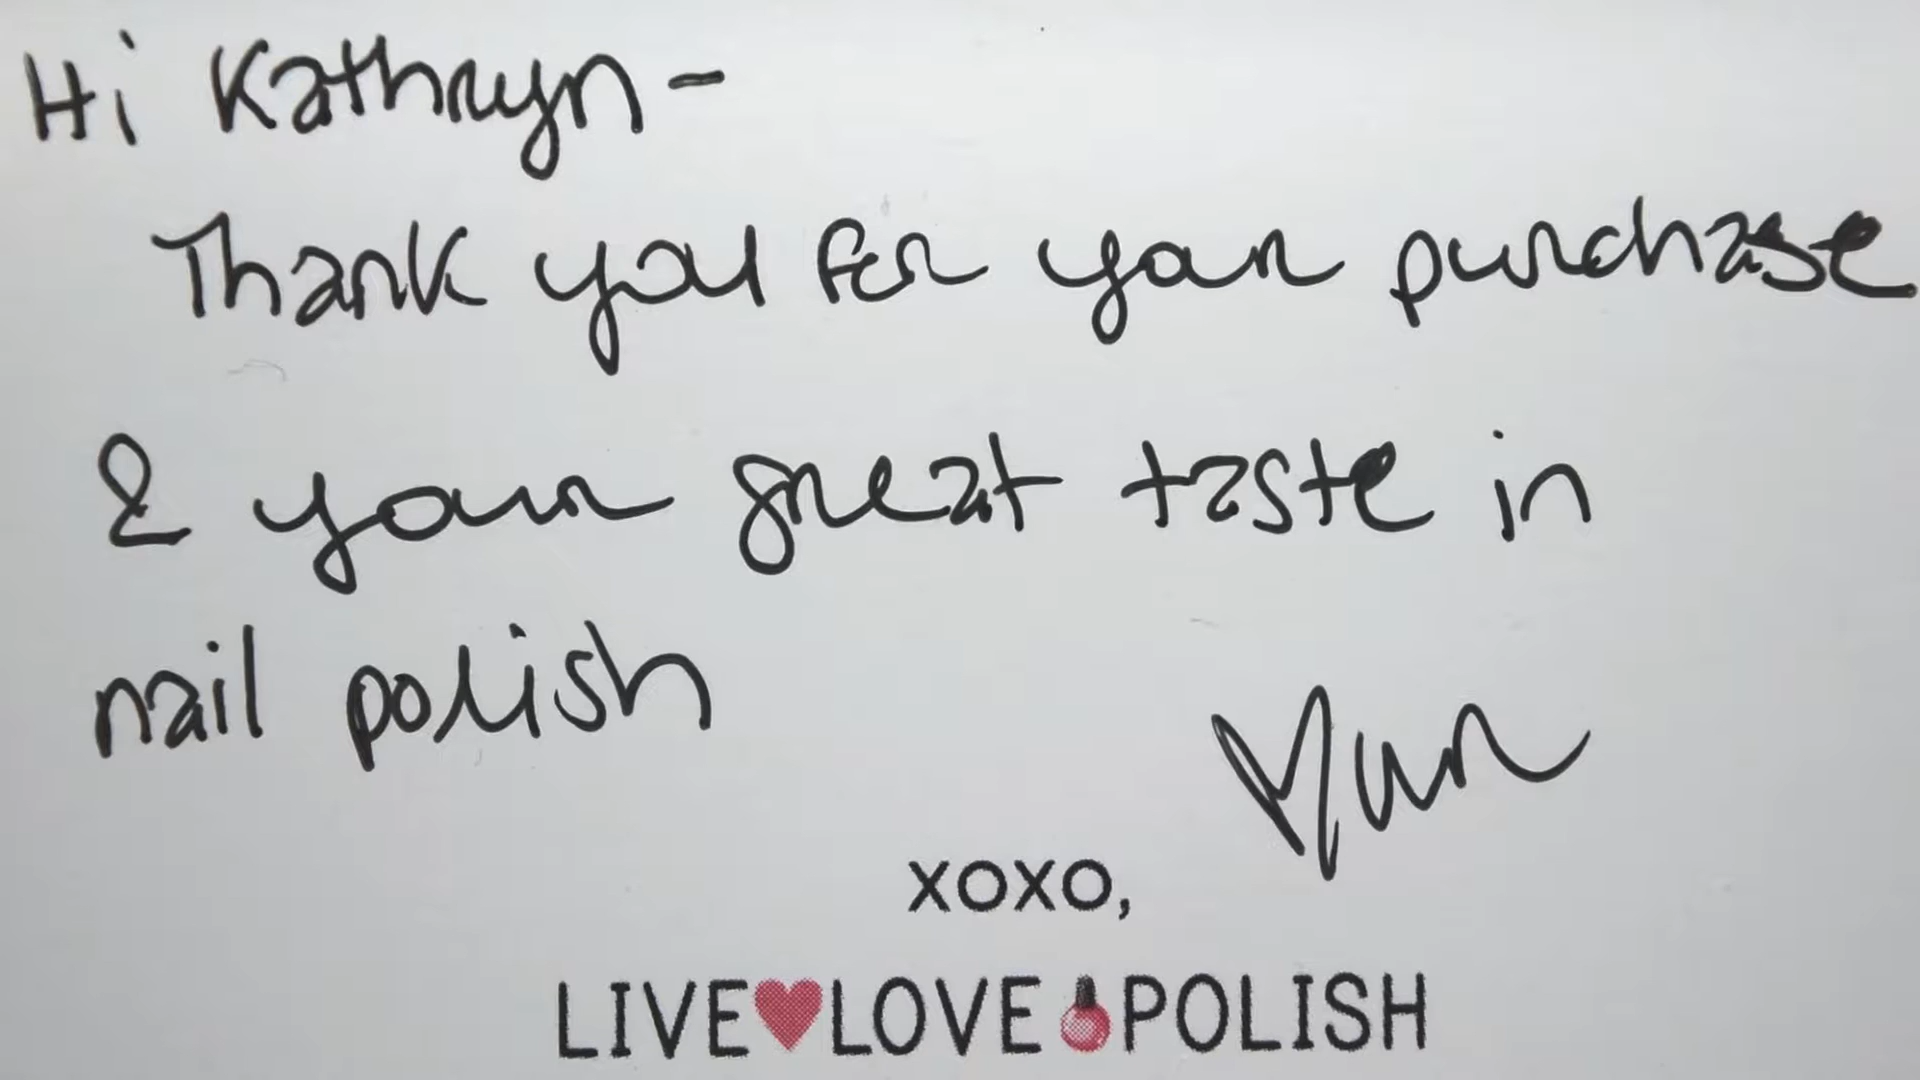 Hi Kathryn -
Thank you for your purchase
& your great taste in
nail polish
xoxo,
LIVE LOVE POLISH